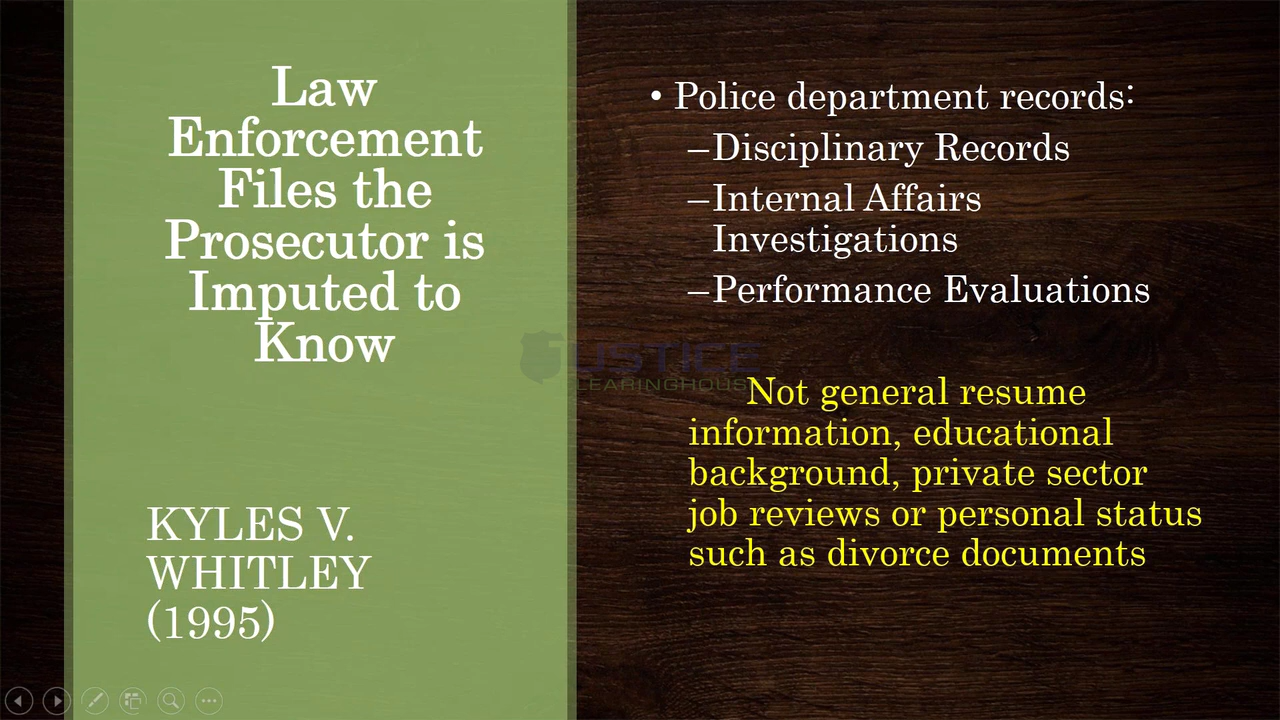 Law
Enforcement
Files the
Prosecutor is
Imputed to
Know
KYLES V.
WHITLEY
(1995)
• Police department records:
–Disciplinary Records
–Internal Affairs
Investigations
–Performance Evaluations
Not general resume
information, educational
background, private sector
job reviews or personal status
such as divorce documents
JUSTICE
CLEARINGHOUSE